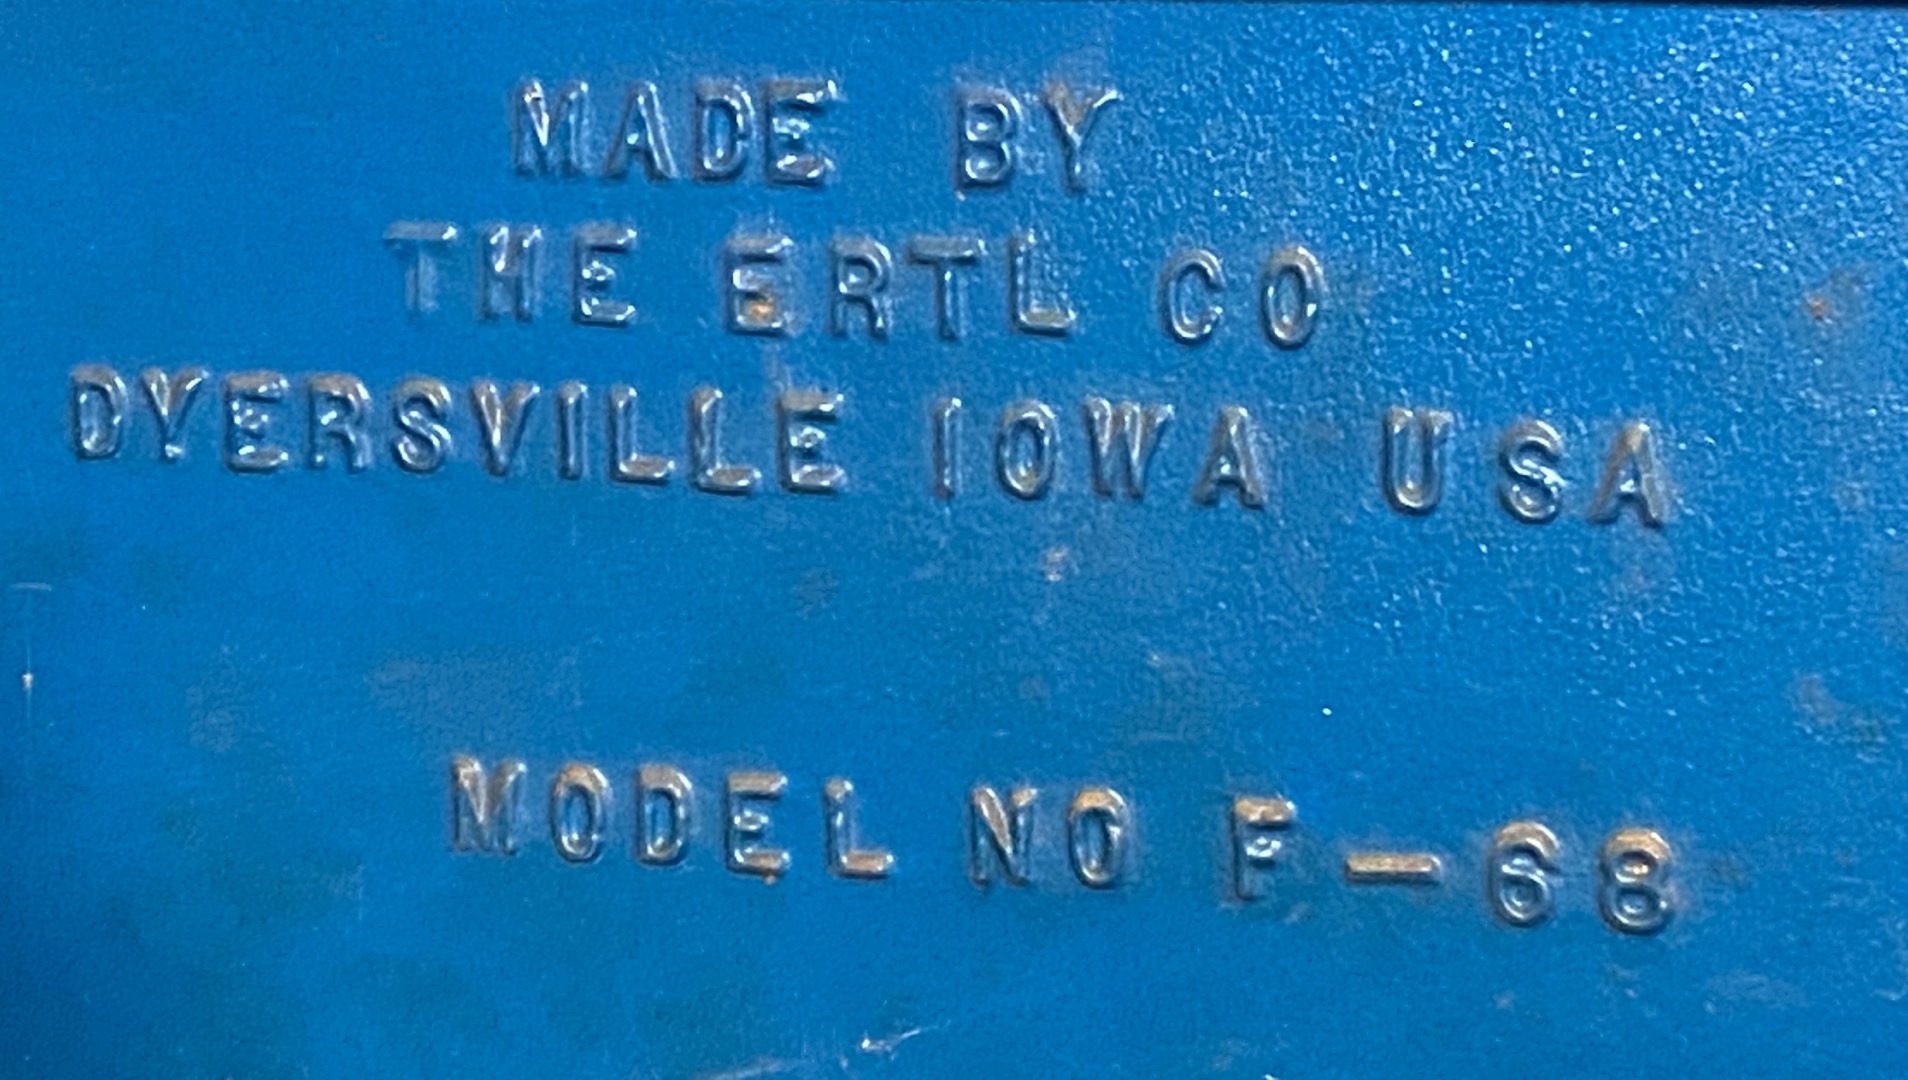 MADE BY
THE ERTL CO
DYERSVILLE IOWA USA
MODEL NO F-68